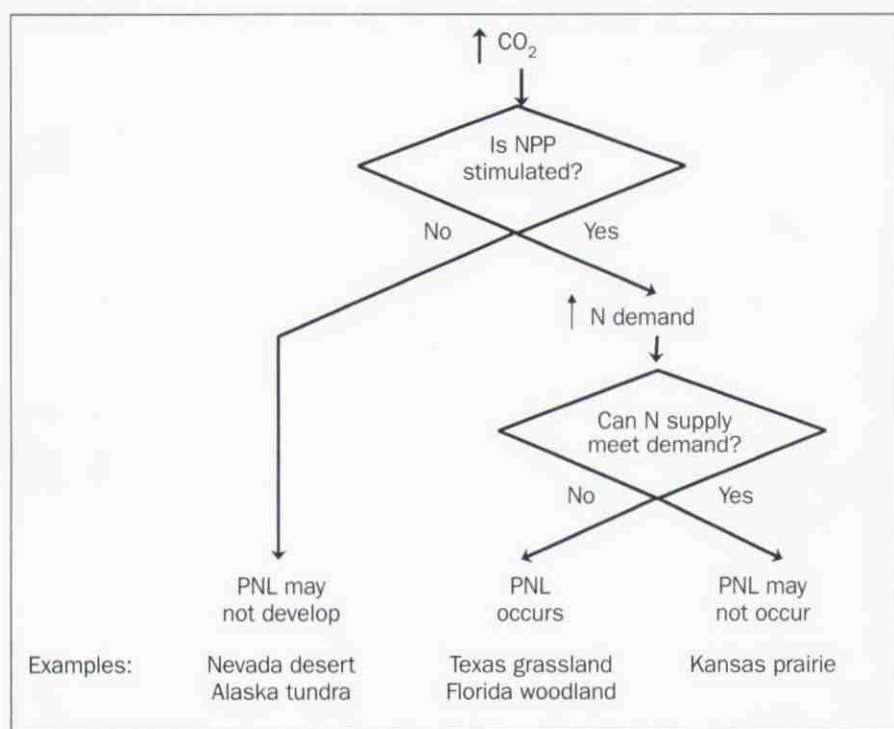 ↑ CO₂
Is NPP
stimulated?
No
Yes
↑ N demand
Can N supply
meet demand?
No
Yes
PNL may
not develop
PNL
occurs
PNL may
not occur
Examples:
Nevada desert
Alaska tundra
Texas grassland
Florida woodland
Kansas prairie